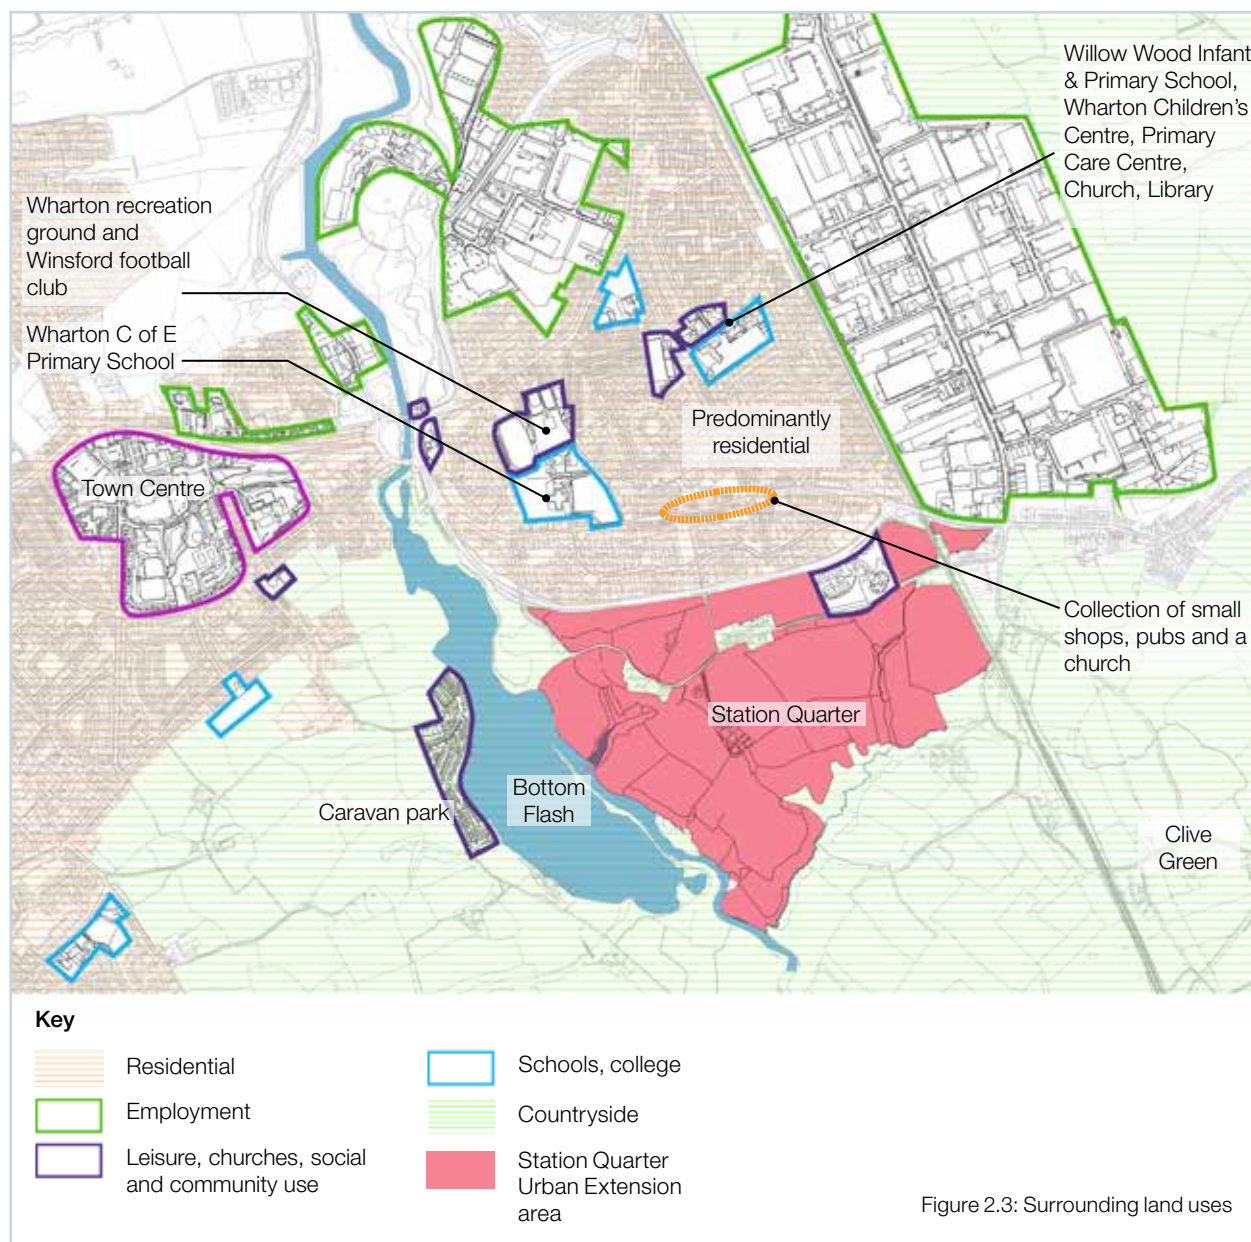 Willow Wood Infant
& Primary School,
Wharton Children's
Centre, Primary
Care Centre,
Church, Library
Wharton recreation
ground and
Winsford football
club
Wharton C of E
Primary School
Predominantly
residential
Town Centre
Collection of small
shops, pubs and a
church
Station Quarter
Bottom
Flash
Caravan park
Clive
Green
Key
Residential
Employment
Leisure, churches, social
and community use
Schools, college
Countryside
Station Quarter
Urban Extension
area
Figure 2.3: Surrounding land uses